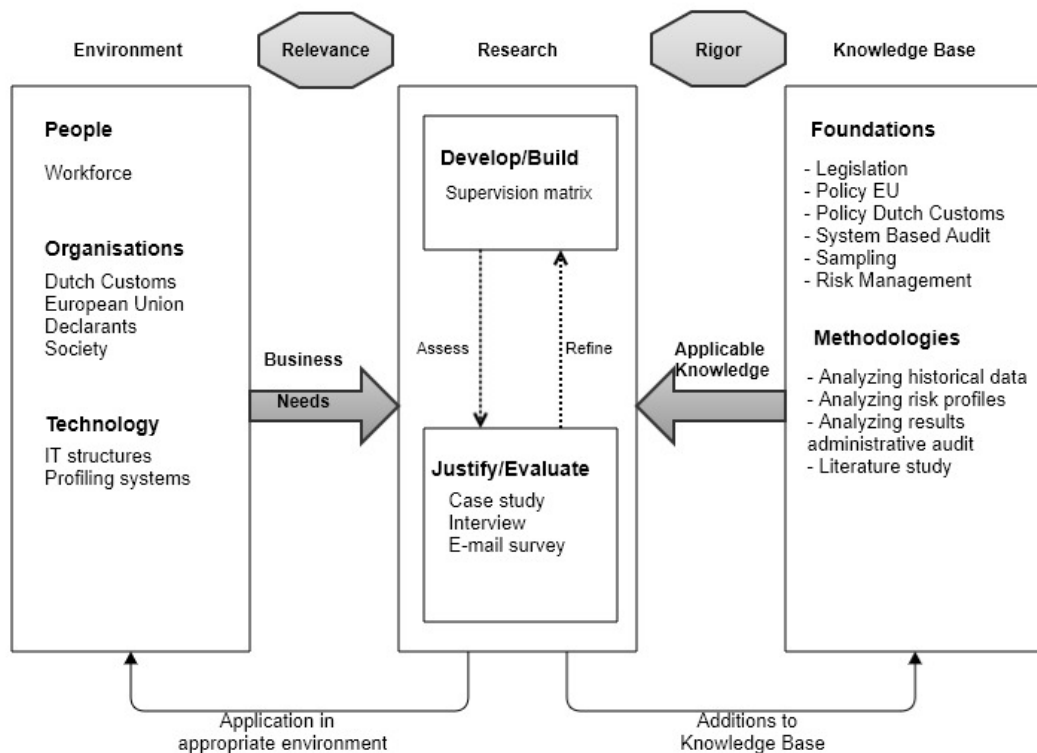 Environment
Relevance
Research
Rigor
Knowledge Base
People
Workforce
Organisations
Dutch Customs
European Union
Declarants
Society
Technology
IT structures
Profiling systems
Business
Needs
Develop/Build
Supervision matrix
Assess
Refine
Justify/Evaluate
Case study
Interview
E-mail survey
Applicable
Knowledge
Foundations
- Legislation
- Policy EU
- Policy Dutch Customs
- System Based Audit
- Sampling
- Risk Management
Methodologies
- Analyzing historical data
- Analyzing risk profiles
- Analyzing results
administrative audit
- Literature study
Application in
appropriate environment
Additions to
Knowledge Base